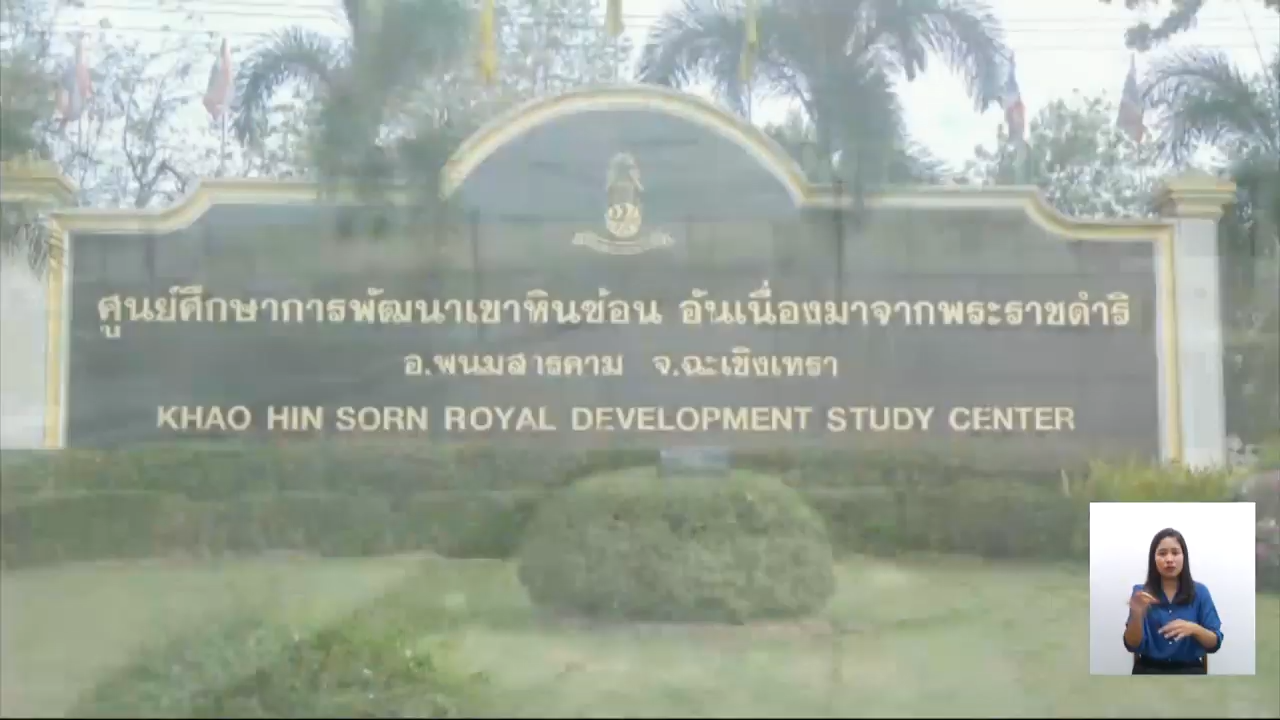 ศูนย์ศึกษาการพัฒนาเขาหินซ้อน อันเนื่องมาจากพระราชดำริ
อ.พนมสารคาม จ.ฉะเชิงเทรา
KHAO HIN SORN ROYAL DEVELOPMENT STUDY CENTER